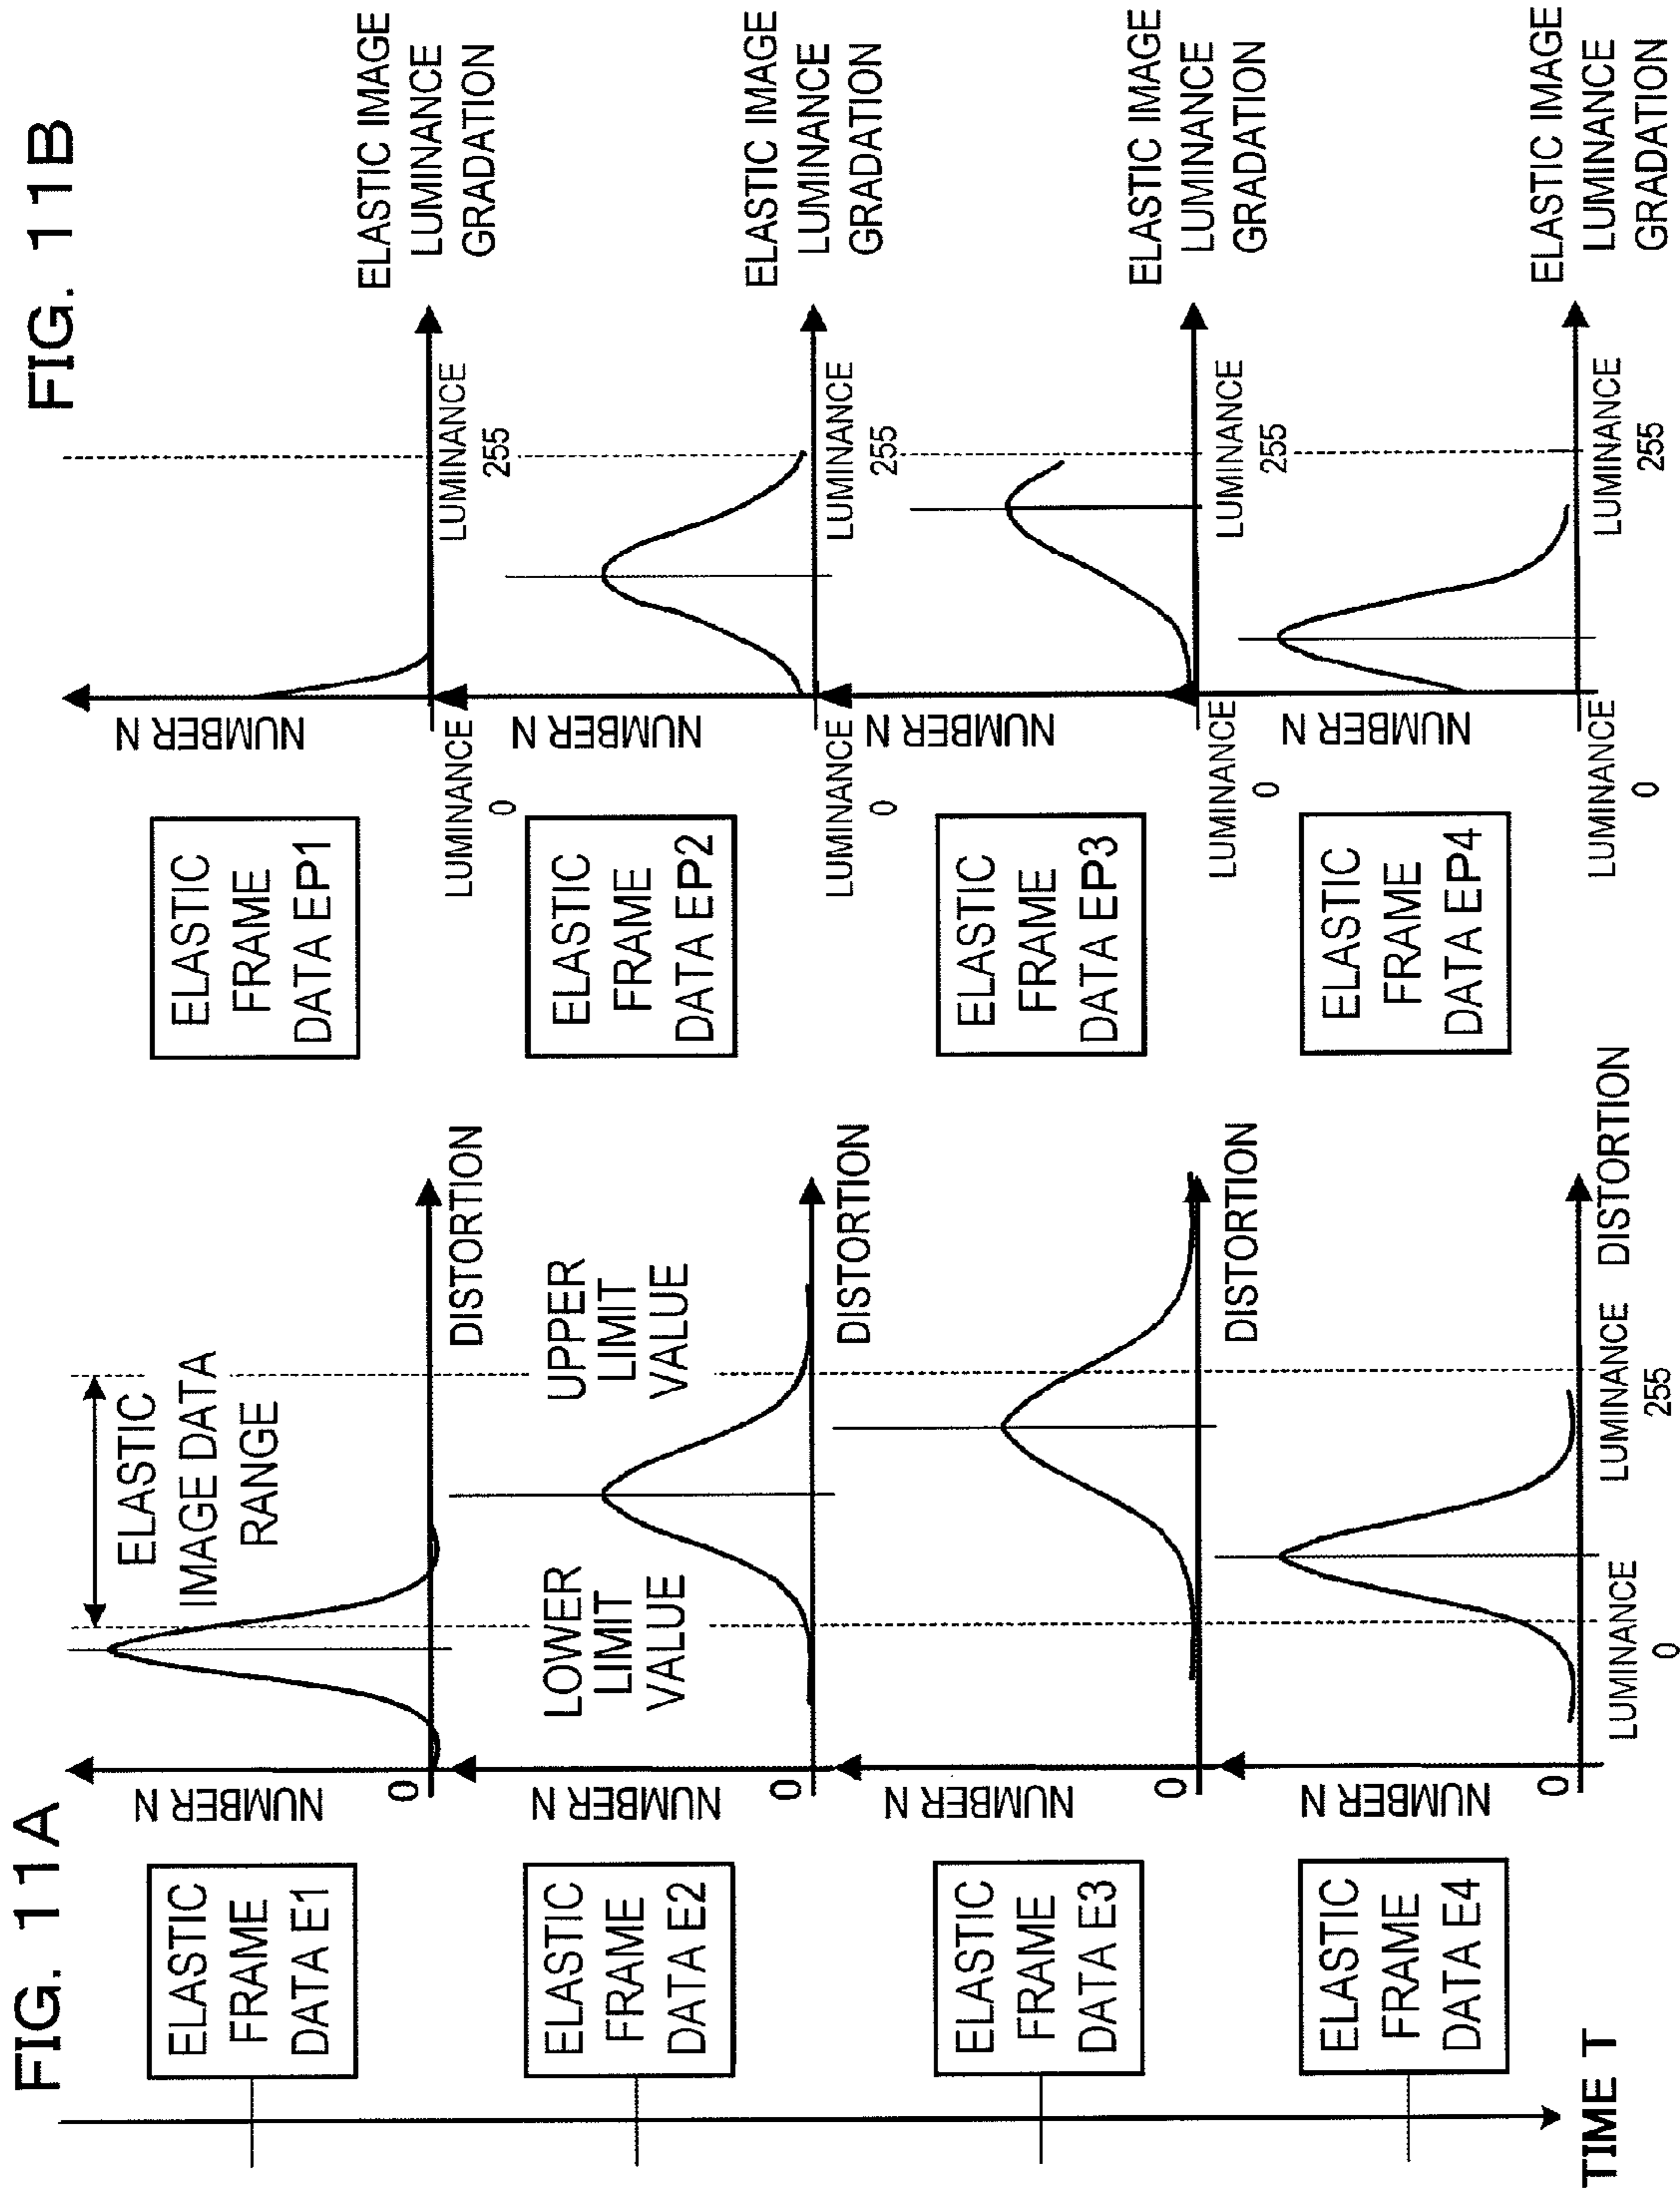 FIG. 11A
ELASTIC
FRAME
DATA E1
NUMBER N
0
ELASTIC
IMAGE DATA
RANGE
DISTORTION
ELASTIC
FRAME
DATA E2
NUMBER N
0
LOWER
LIMIT
VALUE
UPPER
LIMIT
VALUE
DISTORTION
ELASTIC
FRAME
DATA E3
NUMBER N
0
DISTORTION
ELASTIC
FRAME
DATA E4
NUMBER N
0
LUMINANCE
0
LUMINANCE
255
DISTORTION
TIME T
FIG. 11B
ELASTIC
FRAME
DATA EP1
NUMBER N
LUMINANCE
0
LUMINANCE
255
ELASTIC IMAGE
LUMINANCE
GRADATION
ELASTIC
FRAME
DATA EP2
NUMBER N
LUMINANCE
0
LUMINANCE
255
ELASTIC IMAGE
LUMINANCE
GRADATION
ELASTIC
FRAME
DATA EP3
NUMBER N
LUMINANCE
0
LUMINANCE
255
ELASTIC IMAGE
LUMINANCE
GRADATION
ELASTIC
FRAME
DATA EP4
NUMBER N
LUMINANCE
0
LUMINANCE
255
ELASTIC IMAGE
LUMINANCE
GRADATION